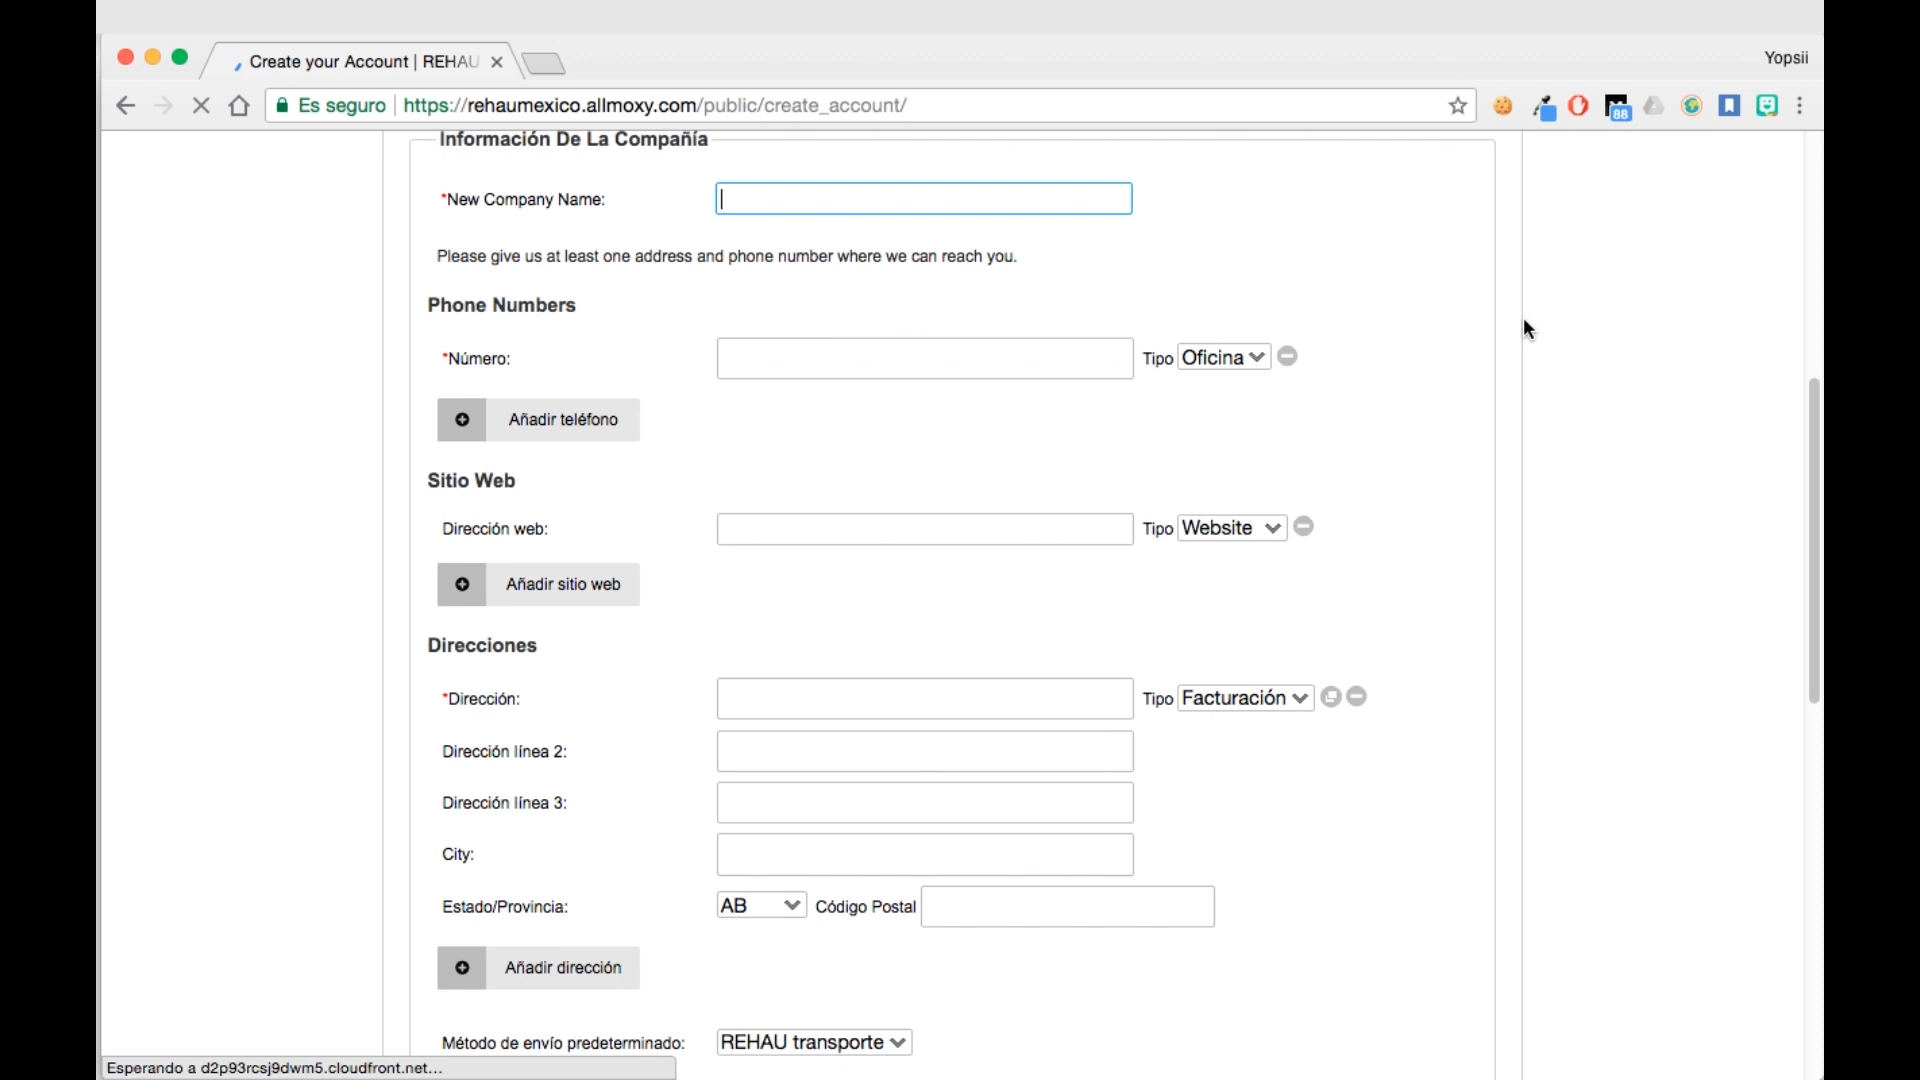 Create your Account | REHAU
Yopsii
Es seguro https://rehaumexico.allmoxy.com/public/create_account/
88
Información De La Compañía
*New Company Name:
Please give us at least one address and phone number where we can reach you.
Phone Numbers
*Número: Tipo Oficina
Añadir teléfono
Sitio Web
Dirección web: Tipo Website
Añadir sitio web
Direcciones
*Dirección: Tipo Facturación
Dirección línea 2:
Dirección línea 3:
City:
Estado/Provincia: AB Código Postal
Añadir dirección
Método de envío predeterminado: REHAU transporte
Esperando a d2p93rcsj9dwm5.cloudfront.net...